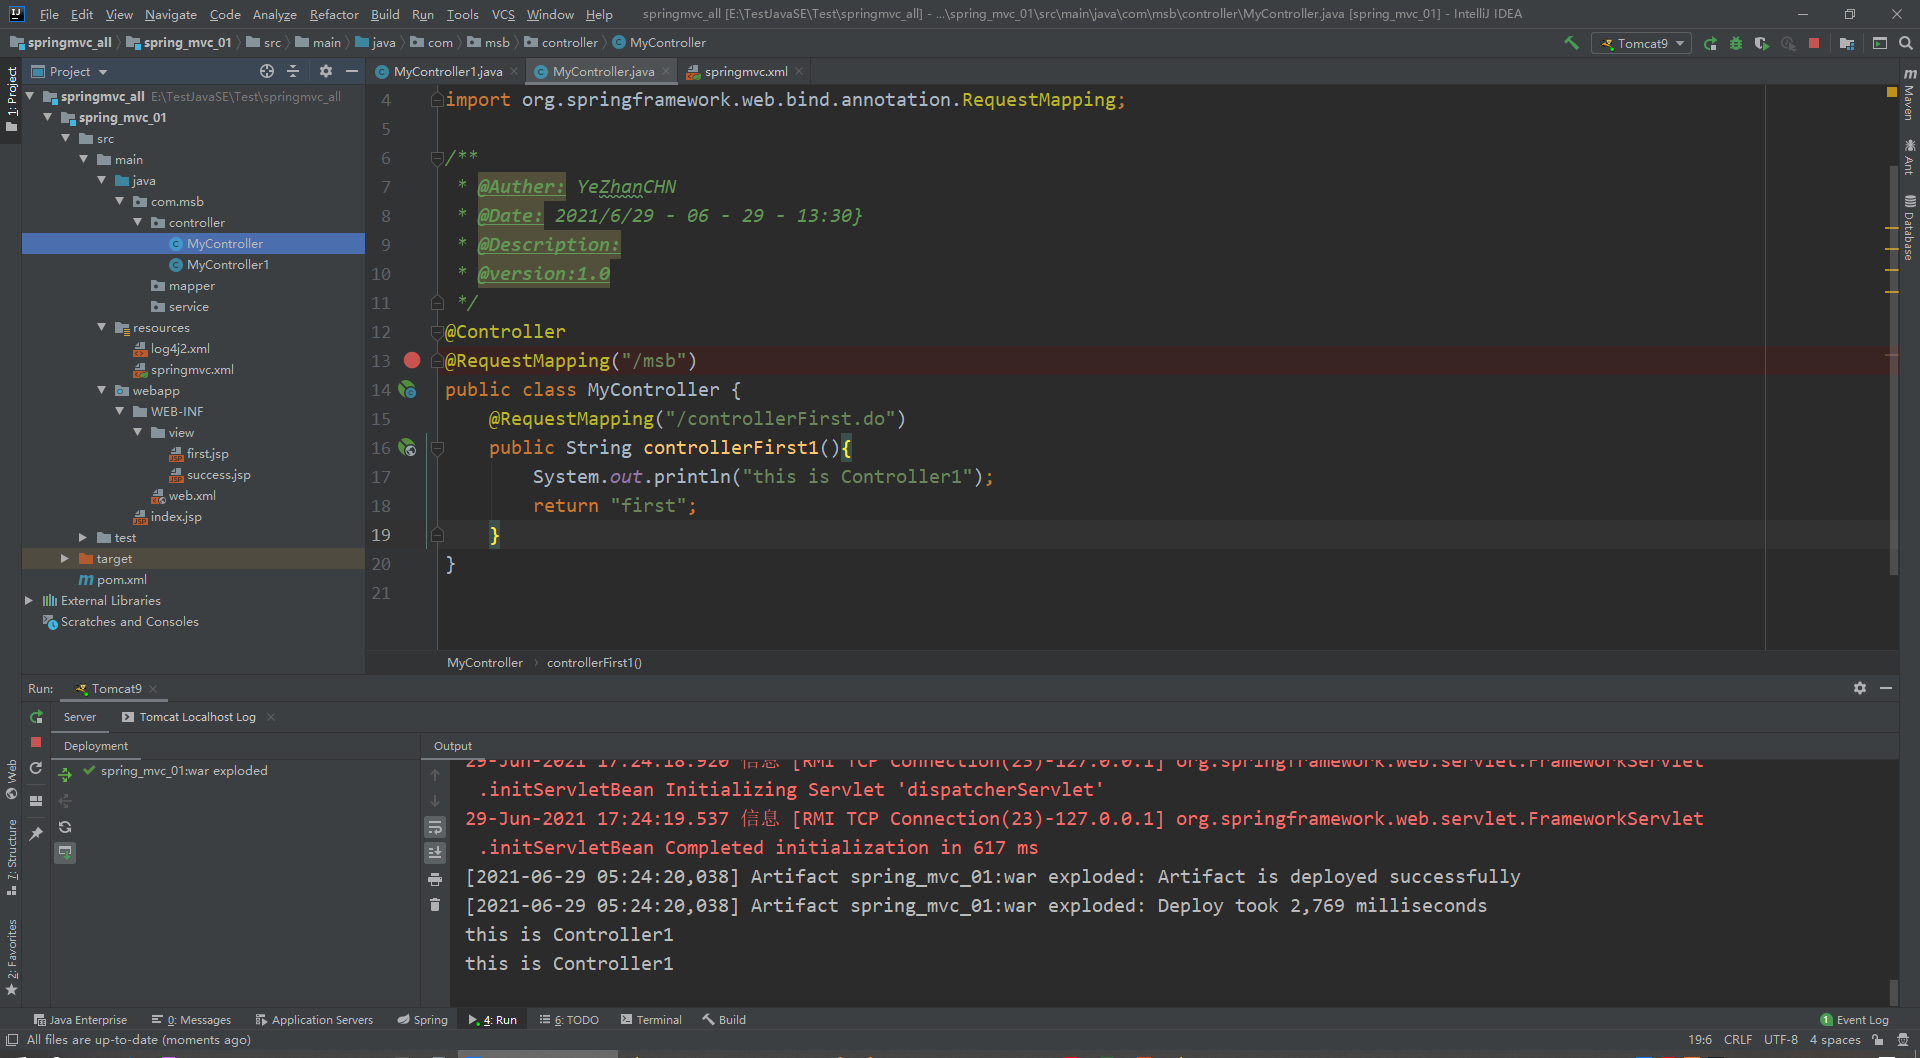 File Edit View Navigate Code Analyze Refactor Build Run Tools VCS Window Help springmvc_all [E:\TestJavaSE\Test\springmvc_all] - ...\spring_mvc_01\src\main\java\com\msb\controller\MyController.java [spring_mvc_01] - IntelliJ IDEA
springmvc_all spring_mvc_01 src main java com msb controller MyController Tomcat9
Project
MyController1.java MyController.java springmvc.xml
1: Project
springmvc_all E:\TestJavaSE\Test\springmvc_all
spring_mvc_01
src
main
java
com.msb
controller
MyController
MyController1
mapper
service
resources
log4j2.xml
springmvc.xml
webapp
WEB-INF
view
first.jsp
success.jsp
web.xml
index.jsp
test
target
pom.xml
External Libraries
Scratches and Consoles
4 import org.springframework.web.bind.annotation.RequestMapping;
5
6 /**
7 * @Auther: YeZhanCHN
8 * @Date: 2021/6/29 - 06 - 29 - 13:30}
9 * @Description:
10 * @version:1.0
11 */
12 @Controller
13 @RequestMapping("/msb")
14 public class MyController {
15 @RequestMapping("/controllerFirst.do")
16 public String controllerFirst1(){
17 System.out.println("this is Controller1");
18 return "first";
19 }
20 }
21
MyController controllerFirst1()
Maven
Ant
Database
Run: Tomcat9
Server Tomcat Localhost Log
Deployment Output
spring_mvc_01:war exploded
29-Jun-2021 17:24:18.920 信息 [RMI TCP Connection(23)-127.0.0.1] org.springframework.web.servlet.FrameworkServlet
.initServletBean Initializing Servlet 'dispatcherServlet'
29-Jun-2021 17:24:19.537 信息 [RMI TCP Connection(23)-127.0.0.1] org.springframework.web.servlet.FrameworkServlet
.initServletBean Completed initialization in 617 ms
[2021-06-29 05:24:20,038] Artifact spring_mvc_01:war exploded: Artifact is deployed successfully
[2021-06-29 05:24:20,038] Artifact spring_mvc_01:war exploded: Deploy took 2,769 milliseconds
this is Controller1
this is Controller1
Web
7: Structure
2: Favorites
Java Enterprise 0: Messages Application Servers Spring 4: Run 6: TODO Terminal Build 1 Event Log
All files are up-to-date (moments ago) 19:6 CRLF UTF-8 4 spaces